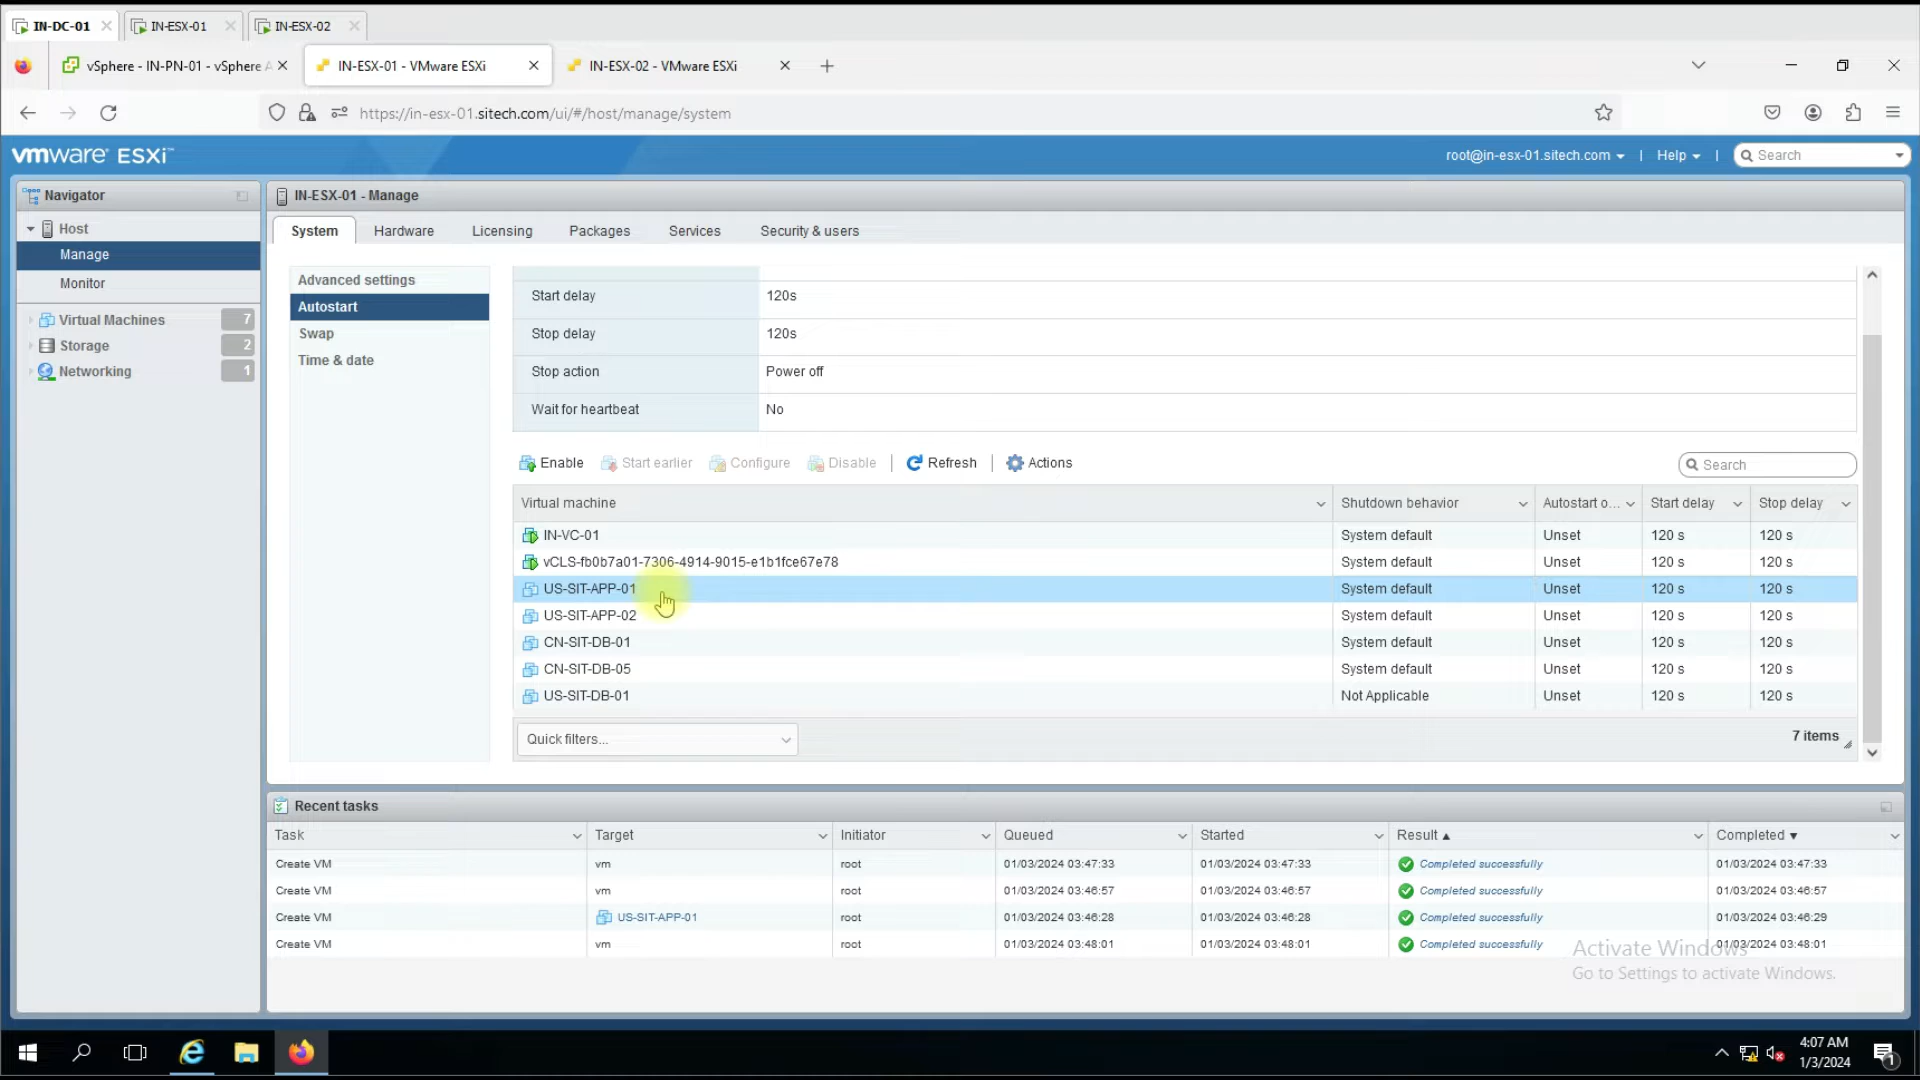 IN-DC-01 IN-ESX-01 IN-ESX-02
vSphere - IN-PN-01 - vSphere IN-ESX-01 - VMware ESXi IN-ESX-02 - VMware ESXi
https://in-esx-01.sitech.com/ui/#/host/manage/system
vmware ESXi™ root@in-esx-01.sitech.com | Help | Search
Navigator
Host
Manage
Monitor
Virtual Machines 7
Storage 2
Networking 1
IN-ESX-01 - Manage
System Hardware Licensing Packages Services Security & users
Advanced settings
Autostart
Swap
Time & date
Start delay 120s
Stop delay 120s
Stop action Power off
Wait for heartbeat No
Enable Start earlier Configure Disable | Refresh | Actions Search
Virtual machine Shutdown behavior Autostart o... Start delay Stop delay
IN-VC-01 System default Unset 120 s 120 s
vCLS-fb0b7a01-7306-4914-9015-e1b1fce67e78 System default Unset 120 s 120 s
US-SIT-APP-01 System default Unset 120 s 120 s
US-SIT-APP-02 System default Unset 120 s 120 s
CN-SIT-DB-01 System default Unset 120 s 120 s
CN-SIT-DB-05 System default Unset 120 s 120 s
US-SIT-DB-01 Not Applicable Unset 120 s 120 s
Quick filters... 7 items
Recent tasks
Task Target Initiator Queued Started Result Completed
Create VM vm root 01/03/2024 03:47:33 01/03/2024 03:47:33 Completed successfully 01/03/2024 03:47:33
Create VM vm root 01/03/2024 03:46:57 01/03/2024 03:46:57 Completed successfully 01/03/2024 03:46:57
Create VM US-SIT-APP-01 root 01/03/2024 03:46:28 01/03/2024 03:46:28 Completed successfully 01/03/2024 03:46:29
Create VM vm root 01/03/2024 03:48:01 01/03/2024 03:48:01 Completed successfully 01/03/2024 03:48:01
Activate Windows
Go to Settings to activate Windows.
4:07 AM
1/3/2024
1